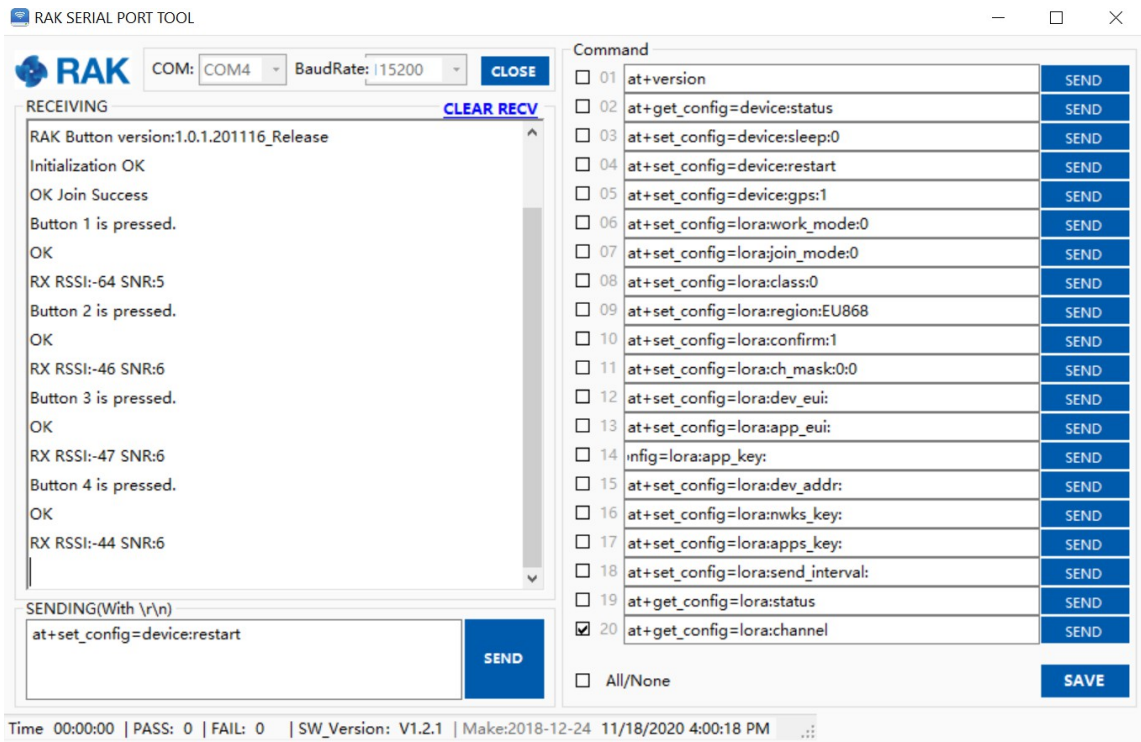 RAK SERIAL PORT TOOL
RAK COM: COM4 BaudRate: 115200 CLOSE
RECEIVING CLEAR RECV
RAK Button version:1.0.1.201116_Release
Initialization OK
OK Join Success
Button 1 is pressed.
OK
RX RSSI:-64 SNR:5
Button 2 is pressed.
OK
RX RSSI:-46 SNR:6
Button 3 is pressed.
OK
RX RSSI:-47 SNR:6
Button 4 is pressed.
OK
RX RSSI:-44 SNR:6
SENDING(With \r\n)
at+set_config=device:restart
SEND
Command
01 at+version SEND
02 at+get_config=device:status SEND
03 at+set_config=device:sleep:0 SEND
04 at+set_config=device:restart SEND
05 at+set_config=device:gps:1 SEND
06 at+set_config=lora:work_mode:0 SEND
07 at+set_config=lora:join_mode:0 SEND
08 at+set_config=lora:class:0 SEND
09 at+set_config=lora:region:EU868 SEND
10 at+set_config=lora:confirm:1 SEND
11 at+set_config=lora:ch_mask:0:0 SEND
12 at+set_config=lora:dev_eui: SEND
13 at+set_config=lora:app_eui: SEND
14 nfig=lora:app_key: SEND
15 at+set_config=lora:dev_addr: SEND
16 at+set_config=lora:nwks_key: SEND
17 at+set_config=lora:apps_key: SEND
18 at+set_config=lora:send_interval: SEND
19 at+get_config=lora:status SEND
20 at+get_config=lora:channel SEND
All/None SAVE
Time 00:00:00 | PASS: 0 | FAIL: 0 | SW_Version: V1.2.1 | Make:2018-12-24 11/18/2020 4:00:18 PM